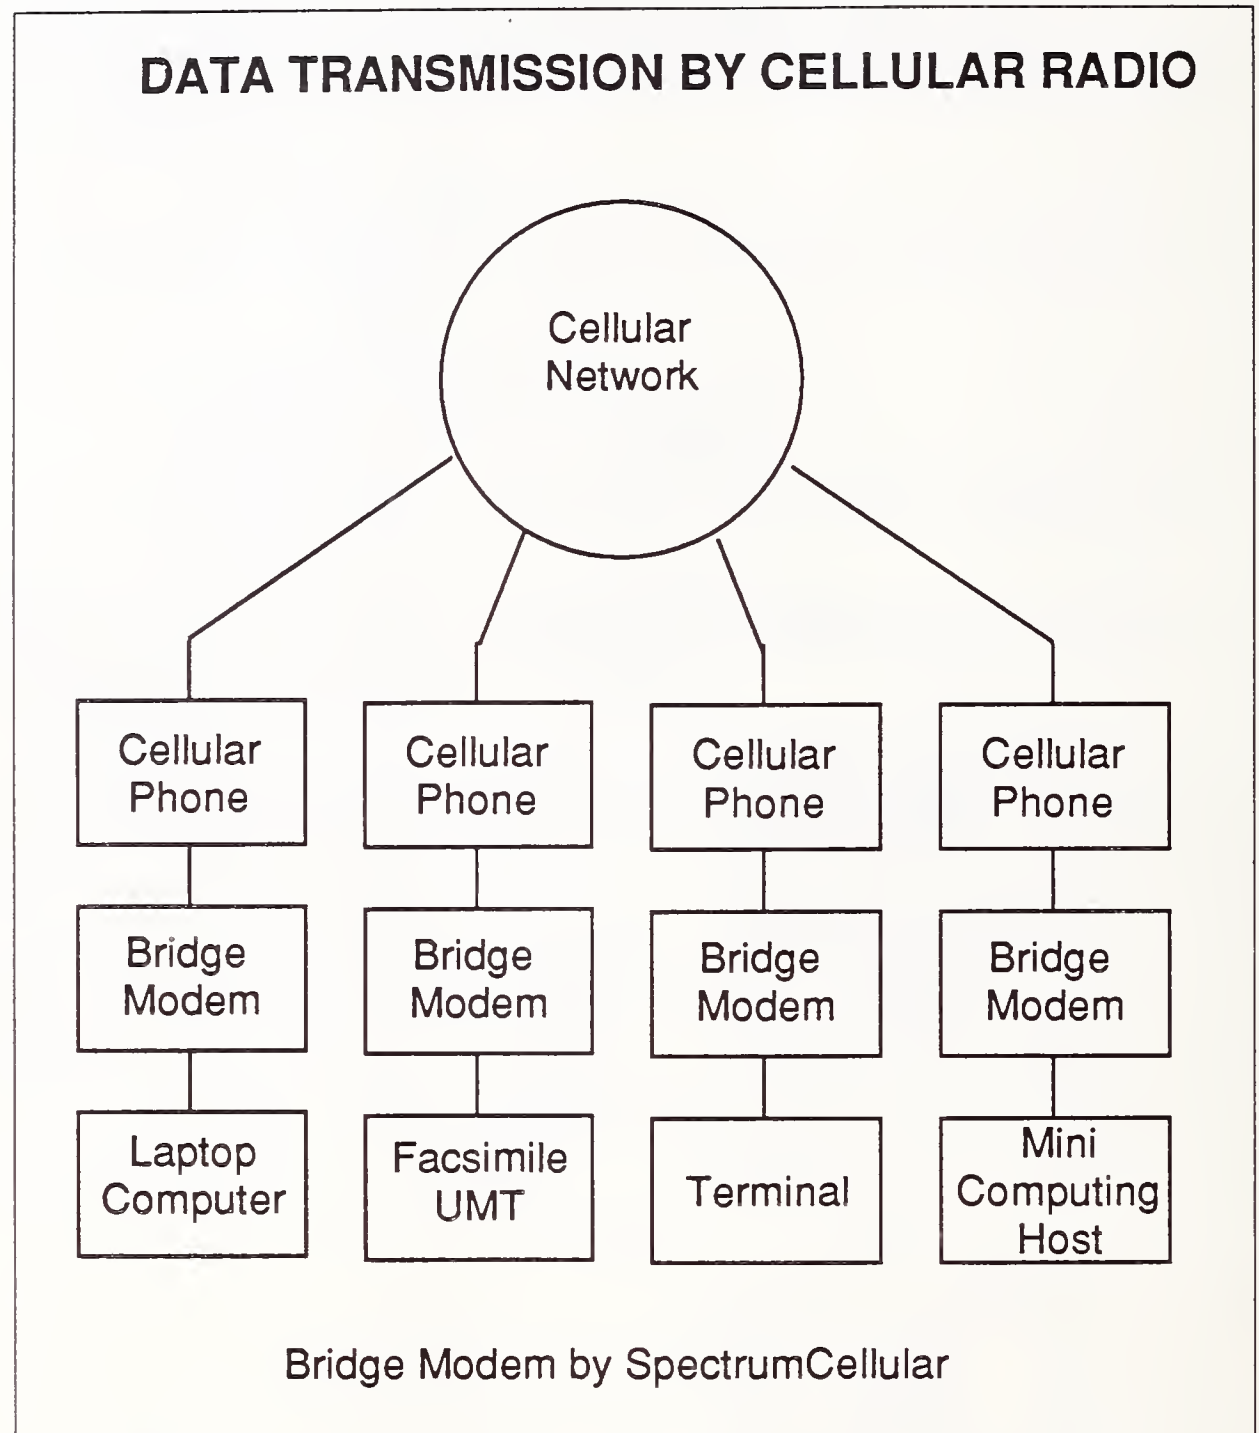 DATA TRANSMISSION BY CELLULAR RADIO
Cellular
Network
Cellular
Phone
Cellular
Phone
Cellular
Phone
Cellular
Phone
Bridge
Modem
Bridge
Modem
Bridge
Modem
Bridge
Modem
Laptop
Computer
Facsimile
UMT
Terminal
Mini
Computing
Host
Bridge Modem by SpectrumCellular